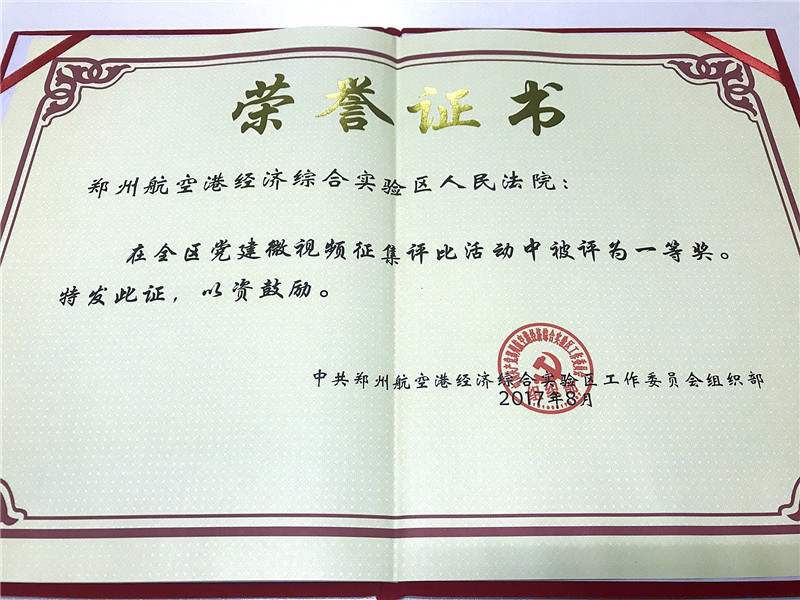 荣誉证书
郑州航空港经济综合实验区人民法院：
在全区党建微视频征集评比活动中被评为一等奖。
特发此证，以资鼓励。
中共郑州航空港经济综合实验区工作委员会组织部
2017年8月